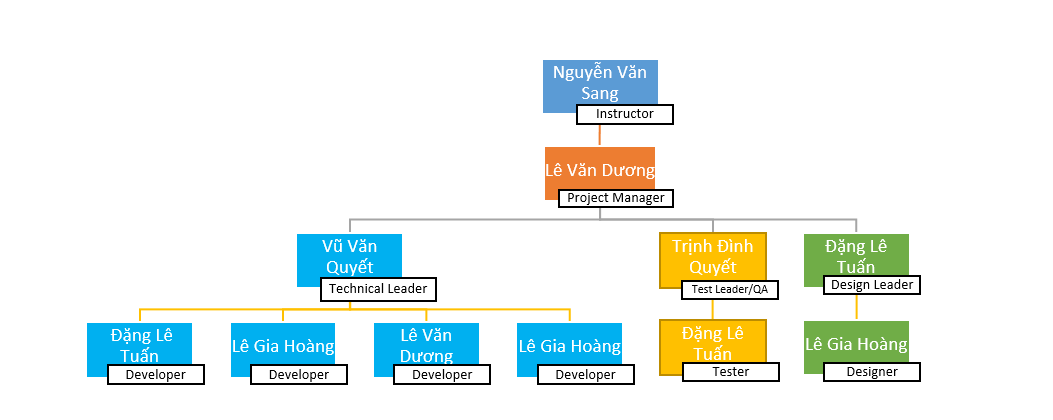 Nguyễn Văn
Sang
Instructor
Lê Văn Dương
Project Manager
Vũ Văn
Quyết
Technical Leader
Trịnh Đình
Quyết
Test Leader/QA
Đặng Lê
Tuấn
Design Leader
Đặng Lê
Tuấn
Developer
Lê Gia Hoàng
Developer
Lê Văn
Dương
Developer
Lê Gia Hoàng
Developer
Đặng Lê
Tuấn
Tester
Lê Gia Hoàng
Designer